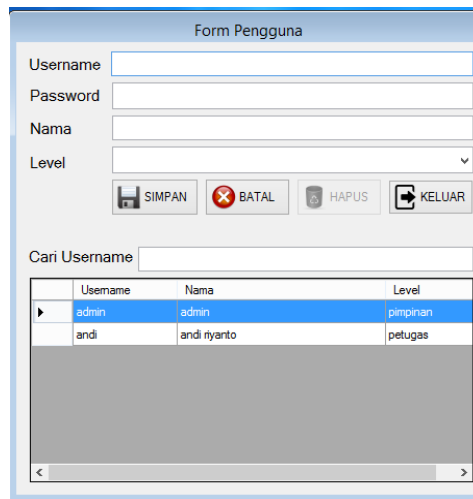 Form Pengguna
Username
Password
Nama
Level
SIMPAN BATAL HAPUS KELUAR
Cari Username
Username Nama Level
admin admin pimpinan
andi andi riyanto petugas